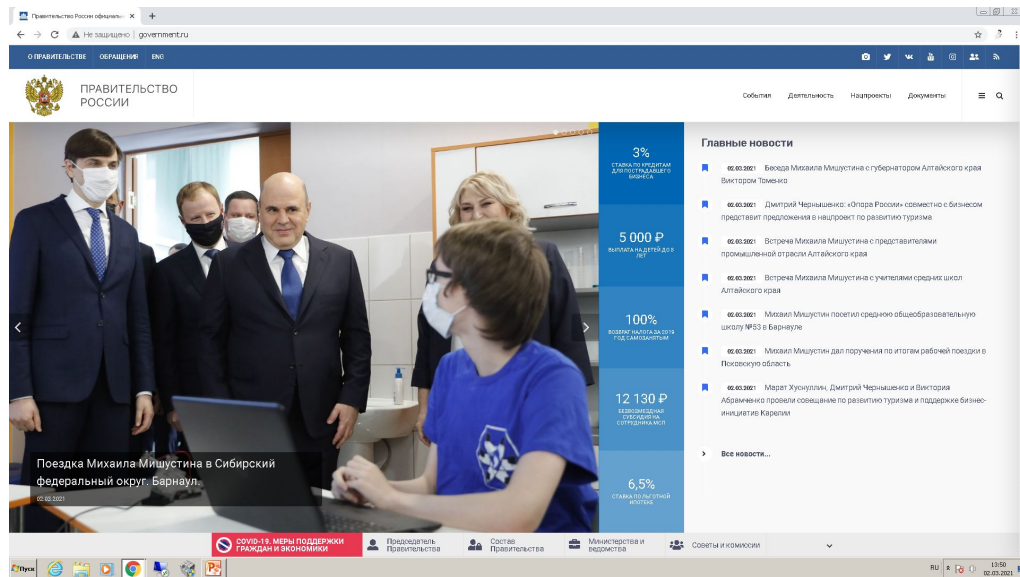 Правительство России официальн
Не защищено | government.ru
О ПРАВИТЕЛЬСТВЕ ОБРАЩЕНИЯ ENG
ПРАВИТЕЛЬСТВО
РОССИИ
События Деятельность Нацпроекты Документы
3%
СТАВКА ПО КРЕДИТАМ
ДЛЯ ПОСТРАДАВШЕГО
БИЗНЕСА
5 000 ₽
ВЫПЛАТА НА ДЕТЕЙ ДО 8
ЛЕТ
100%
ВОЗВРАТ НАЛОГА ЗА 2019
ГОД САМОЗАНЯТЫМ
12 130 ₽
БЕЗВОЗМЕЗДНАЯ
СУБСИДИЯ НА
СОТРУДНИКА МСП
6,5%
СТАВКА ПО ЛЬГОТНОЙ
ИПОТЕКЕ
Главные новости
02.03.2021 Беседа Михаила Мишустина с губернатором Алтайского края
Виктором Томенко
02.03.2021 Дмитрий Чернышенко: «Опора России» совместно с бизнесом
представит предложения в нацпроект по развитию туризма
02.03.2021 Встреча Михаила Мишустина с представителями
промышленной отрасли Алтайского края
02.03.2021 Встреча Михаила Мишустина с учителями средних школ
Алтайского края
02.03.2021 Михаил Мишустин посетил среднюю общеобразовательную
школу №53 в Барнауле
02.03.2021 Михаил Мишустин дал поручения по итогам рабочей поездки в
Псковскую область
02.03.2021 Марат Хуснуллин, Дмитрий Чернышенко и Виктория
Абрамченко провели совещание по развитию туризма и поддержке бизнес-
инициатив Карелии
Все новости...
Поездка Михаила Мишустина в Сибирский
федеральный округ. Барнаул.
02.03.2021
COVID-19. МЕРЫ ПОДДЕРЖКИ
ГРАЖДАН И ЭКОНОМИКИ
Председатель
Правительства
Состав
Правительства
Министерства и
ведомства
Советы и комиссии
Пуск
RU
13:50
02.03.2021